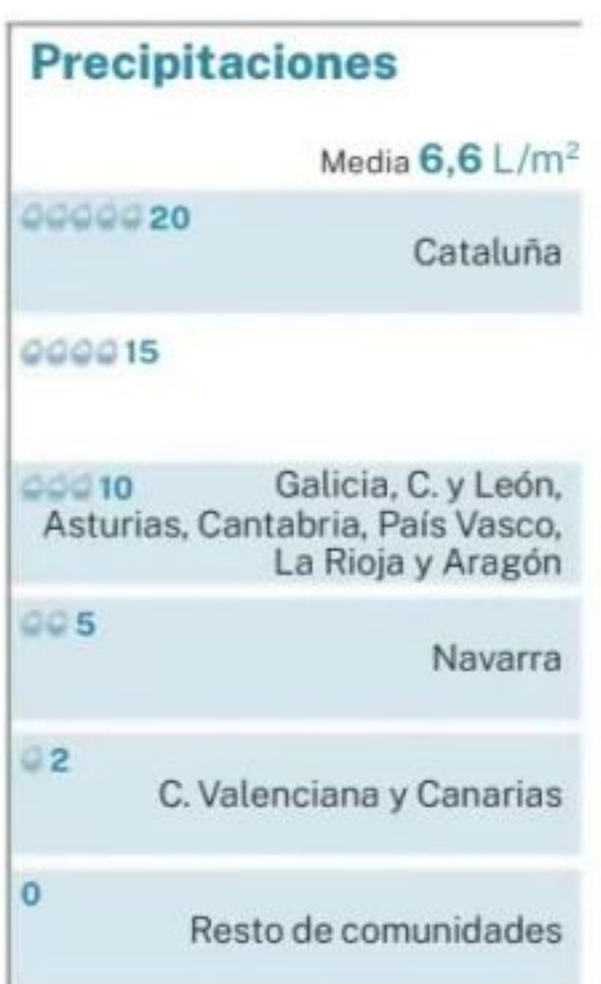 Precipitaciones
Media 6,6 L/m²
20
Cataluña
15
10 Galicia, C. y León,
Asturias, Cantabria, País Vasco,
La Rioja y Aragón
5
Navarra
2
C. Valenciana y Canarias
0
Resto de comunidades